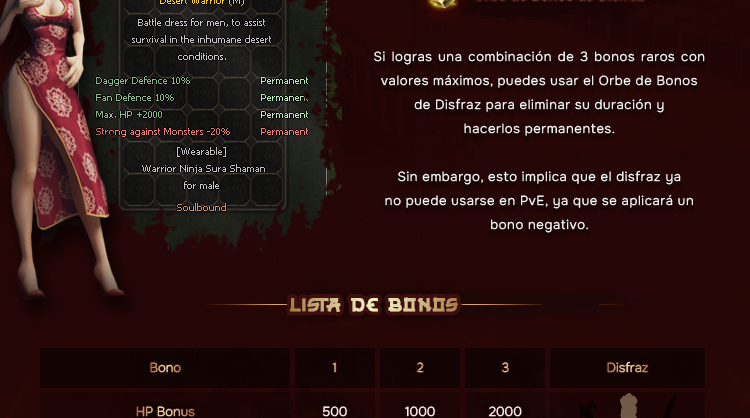 Desert Warrior (M)
Battle dress for men, to assist
survival in the inhumane desert
conditions.
Dagger Defence 10% Permanent
Fan Defence 10% Permanen.
Max. HP +2000 Permanent
Strong against Monsters -20% Permanent
[Wearable]
Warrior Ninja Sura Shaman
for male
Soulbound
Si logras una combinación de 3 bonos raros con
valores máximos, puedes usar el Orbe de Bonos
de Disfraz para eliminar su duración y
hacerlos permanentes.
Sin embargo, esto implica que el disfraz ya
no puede usarse en PvE, ya que se aplicará un
bono negativo.
LISTA DE BONOS
Bono 1 2 3 Disfraz
HP Bonus 500 1000 2000